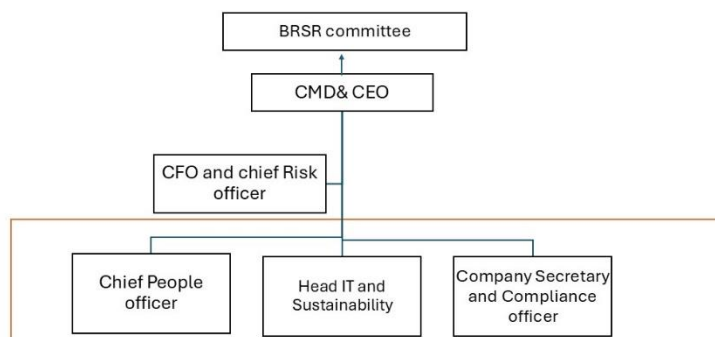 BRSR committee
CMD& CEO
CFO and chief Risk
officer
Chief People
officer
Head IT and
Sustainability
Company Secretary
and Compliance
officer